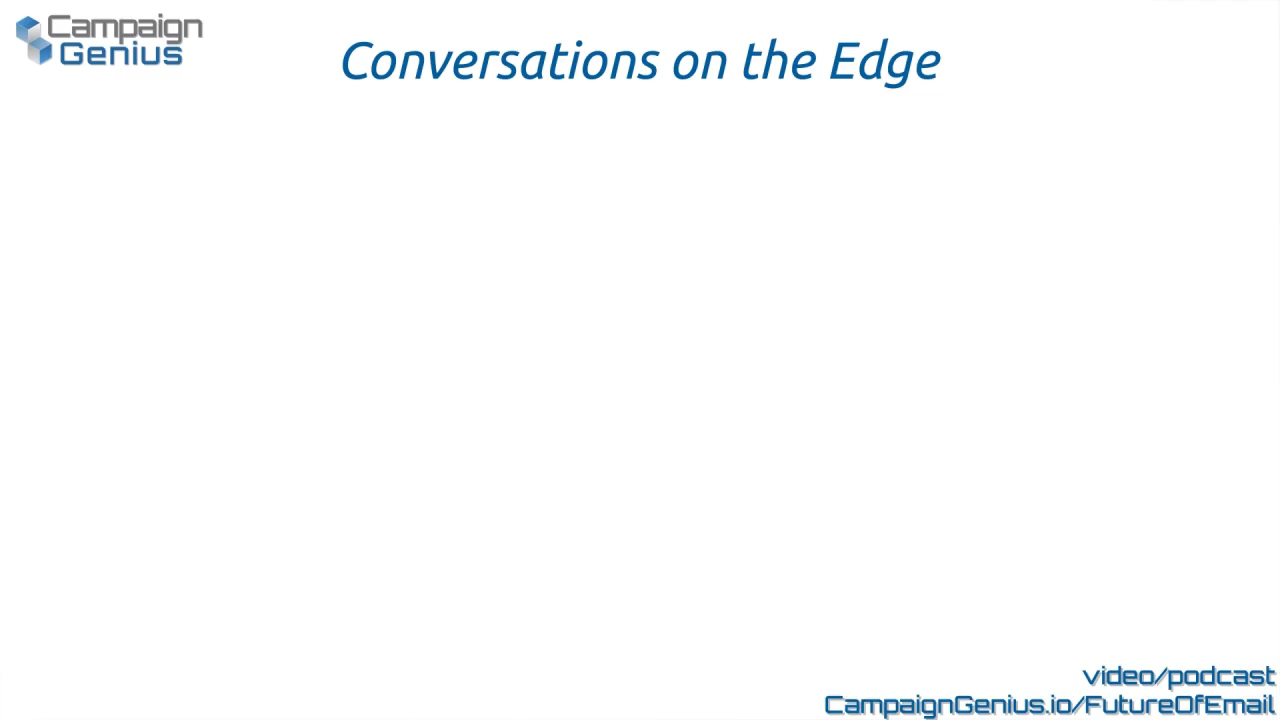 Campaign
Genius
Conversations on the Edge
video/podcast
CampaignGenius.io/FutureOfEmail